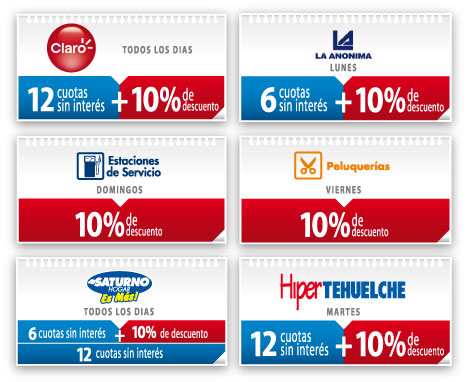 Claro
TODOS LOS DIAS
12 cuotas sin interés + 10% de descuento
LA ANONIMA
LUNES
6 cuotas sin interés + 10% de descuento
Estaciones
de Servicio
DOMINGOS
10% de descuento
Peluquerías
VIERNES
10% de descuento
SATURNO
HOGAR
Es Más!
TODOS LOS DIAS
6 cuotas sin interés + 10% de descuento
12 cuotas sin interés
HiperTEHUELCHE
MARTES
12 cuotas sin interés + 10% de descuento